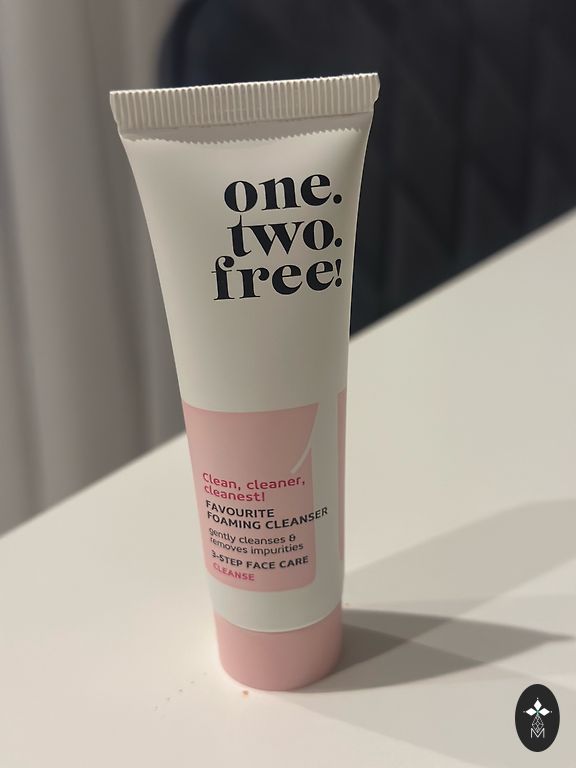 one.
two.
free!
Clean, cleaner,
cleanest!
FAVOURITE
FOAMING CLEANSER
gently cleanses &
removes impurities
3-STEP FACE CARE
CLEANSE